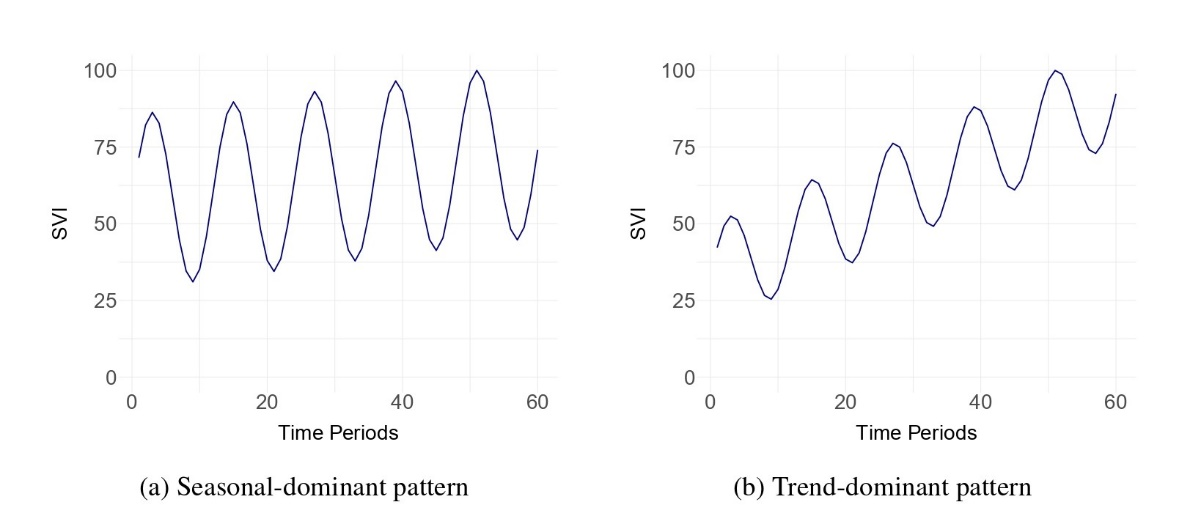 100
75
50
25
0
SVI
0 20 40 60
Time Periods
(a) Seasonal-dominant pattern
100
75
50
25
0
SVI
0 20 40 60
Time Periods
(b) Trend-dominant pattern